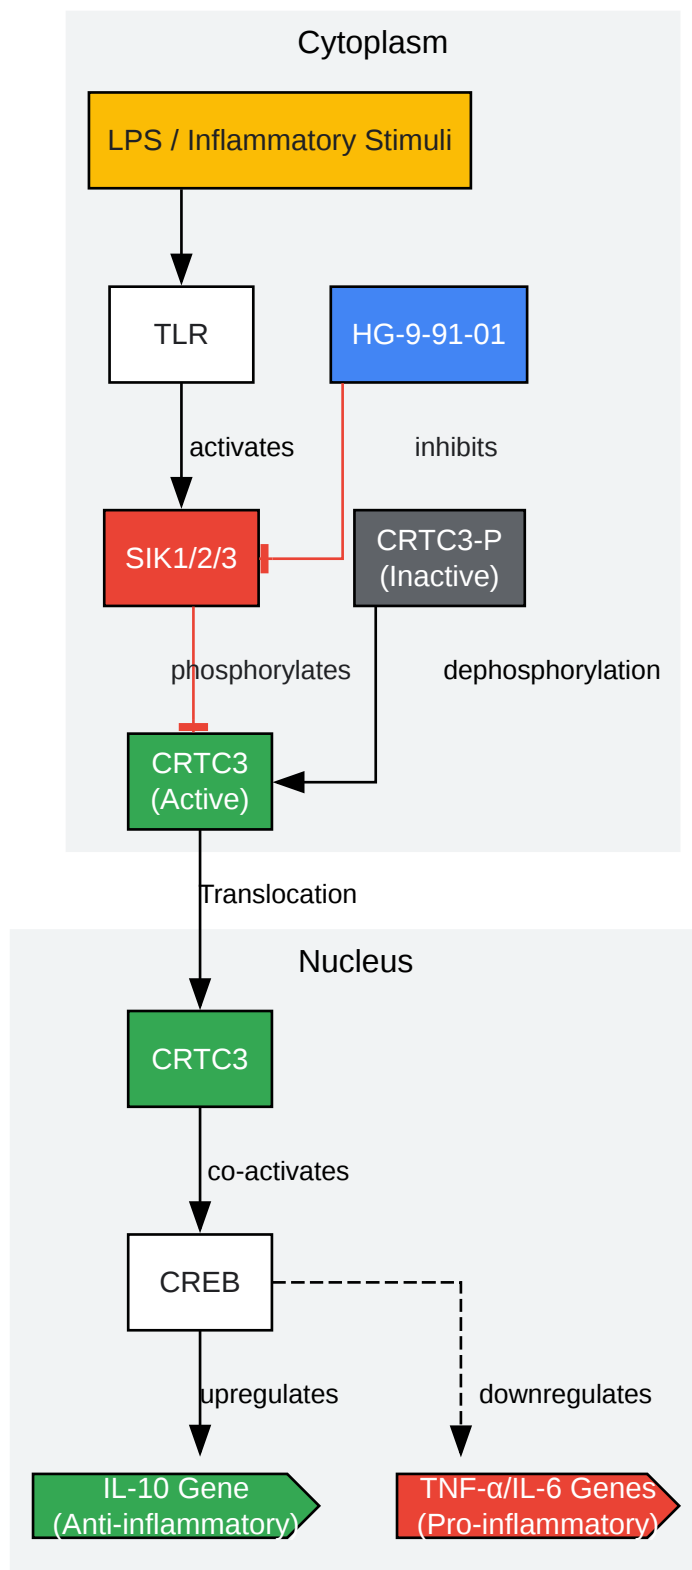 Cytoplasm
LPS / Inflammatory Stimuli
TLR
HG-9-91-01
activates
inhibits
SIK1/2/3
CRTC3-P
(Inactive)
phosphorylates
dephosphorylation
CRTC3
(Active)
Translocation
Nucleus
CRTC3
co-activates
CREB
upregulates
downregulates
IL-10 Gene
(Anti-inflammatory)
TNF-α/IL-6 Genes
(Pro-inflammatory)